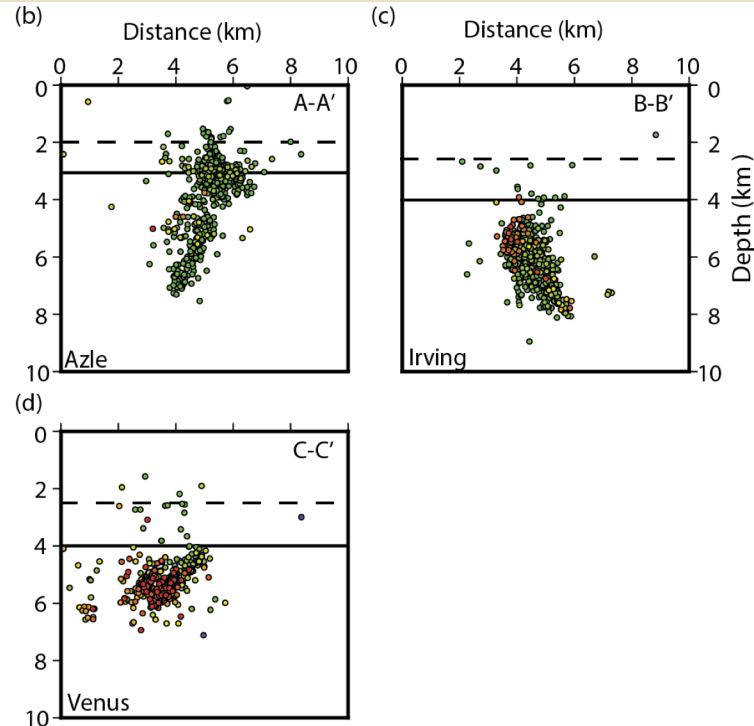 (b)
Distance (km)
0 2 4 6 8 10
A-A’
0
2
4
6
8
10
Azle
(c)
Distance (km)
0 2 4 6 8 10
B-B’
0
2
4
6
8
10
Depth (km)
Irving
(d)
C-C’
0
2
4
6
8
10
Venus